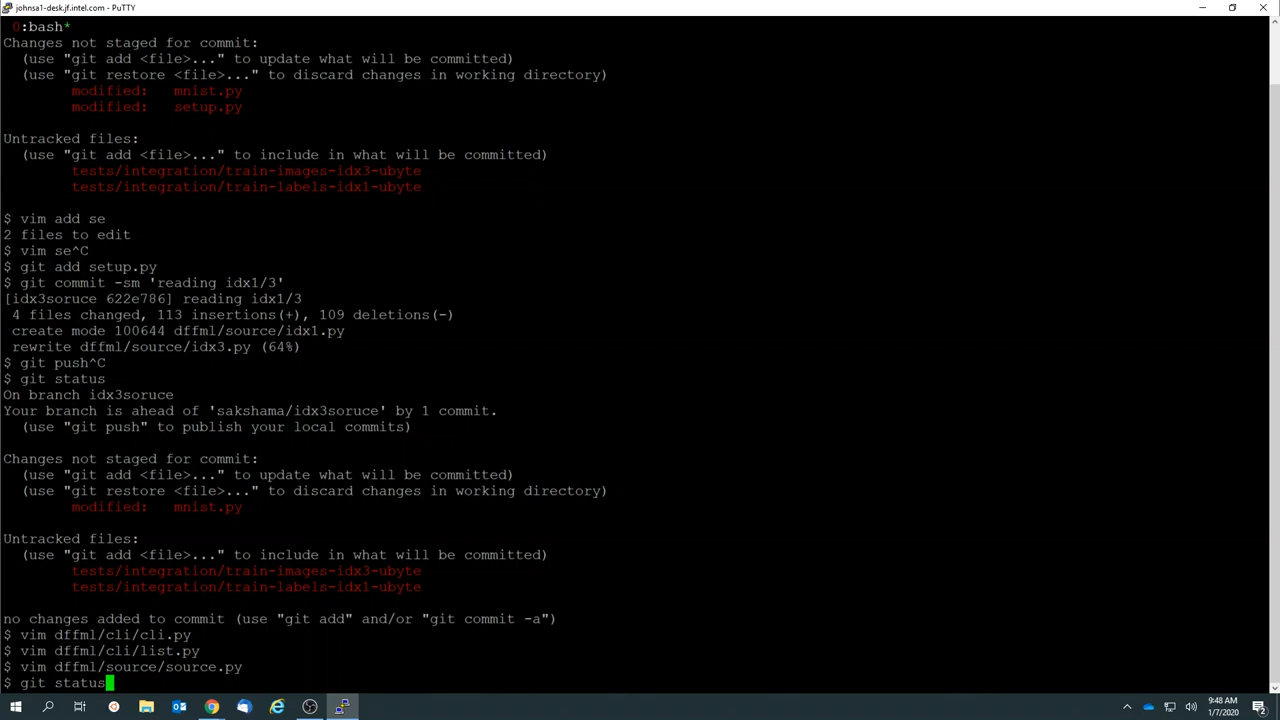 johnsa1-desk.jf.intel.com - PuTTY
0:bash*
Changes not staged for commit:
(use "git add <file>..." to update what will be committed)
(use "git restore <file>..." to discard changes in working directory)
modified:   mnist.py
modified:   setup.py
Untracked files:
(use "git add <file>..." to include in what will be committed)
tests/integration/train-images-idx3-ubyte
tests/integration/train-labels-idx1-ubyte
$ vim add se
2 files to edit
$ vim se^C
$ git add setup.py
$ git commit -sm 'reading idx1/3'
[idx3soruce 622e786] reading idx1/3
4 files changed, 113 insertions(+), 109 deletions(-)
create mode 100644 dffml/source/idx1.py
rewrite dffml/source/idx3.py (64%)
$ git push^C
$ git status
On branch idx3soruce
Your branch is ahead of 'sakshama/idx3soruce' by 1 commit.
(use "git push" to publish your local commits)
Changes not staged for commit:
(use "git add <file>..." to update what will be committed)
(use "git restore <file>..." to discard changes in working directory)
modified:   mnist.py
Untracked files:
(use "git add <file>..." to include in what will be committed)
tests/integration/train-images-idx3-ubyte
tests/integration/train-labels-idx1-ubyte
no changes added to commit (use "git add" and/or "git commit -a")
$ vim dffml/cli/cli.py
$ vim dffml/cli/list.py
$ vim dffml/source/source.py
$ git status
9:48 AM
1/7/2020